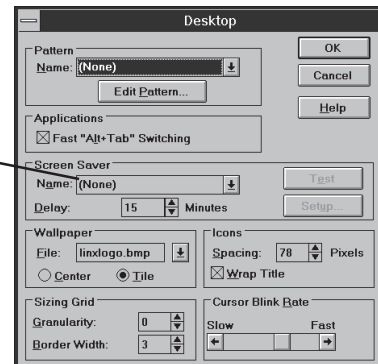 Desktop
Pattern
Name: (None)
Edit Pattern...
OK
Cancel
Help
Applications
Fast "Alt+Tab" Switching
Screen Saver
Name: (None)
Test
Delay: 15 Minutes
Setup...
Wallpaper
File: linxlogo.bmp
Center Tile
Icons
Spacing: 78 Pixels
Wrap Title
Sizing Grid
Granularity: 0
Border Width: 3
Cursor Blink Rate
Slow Fast